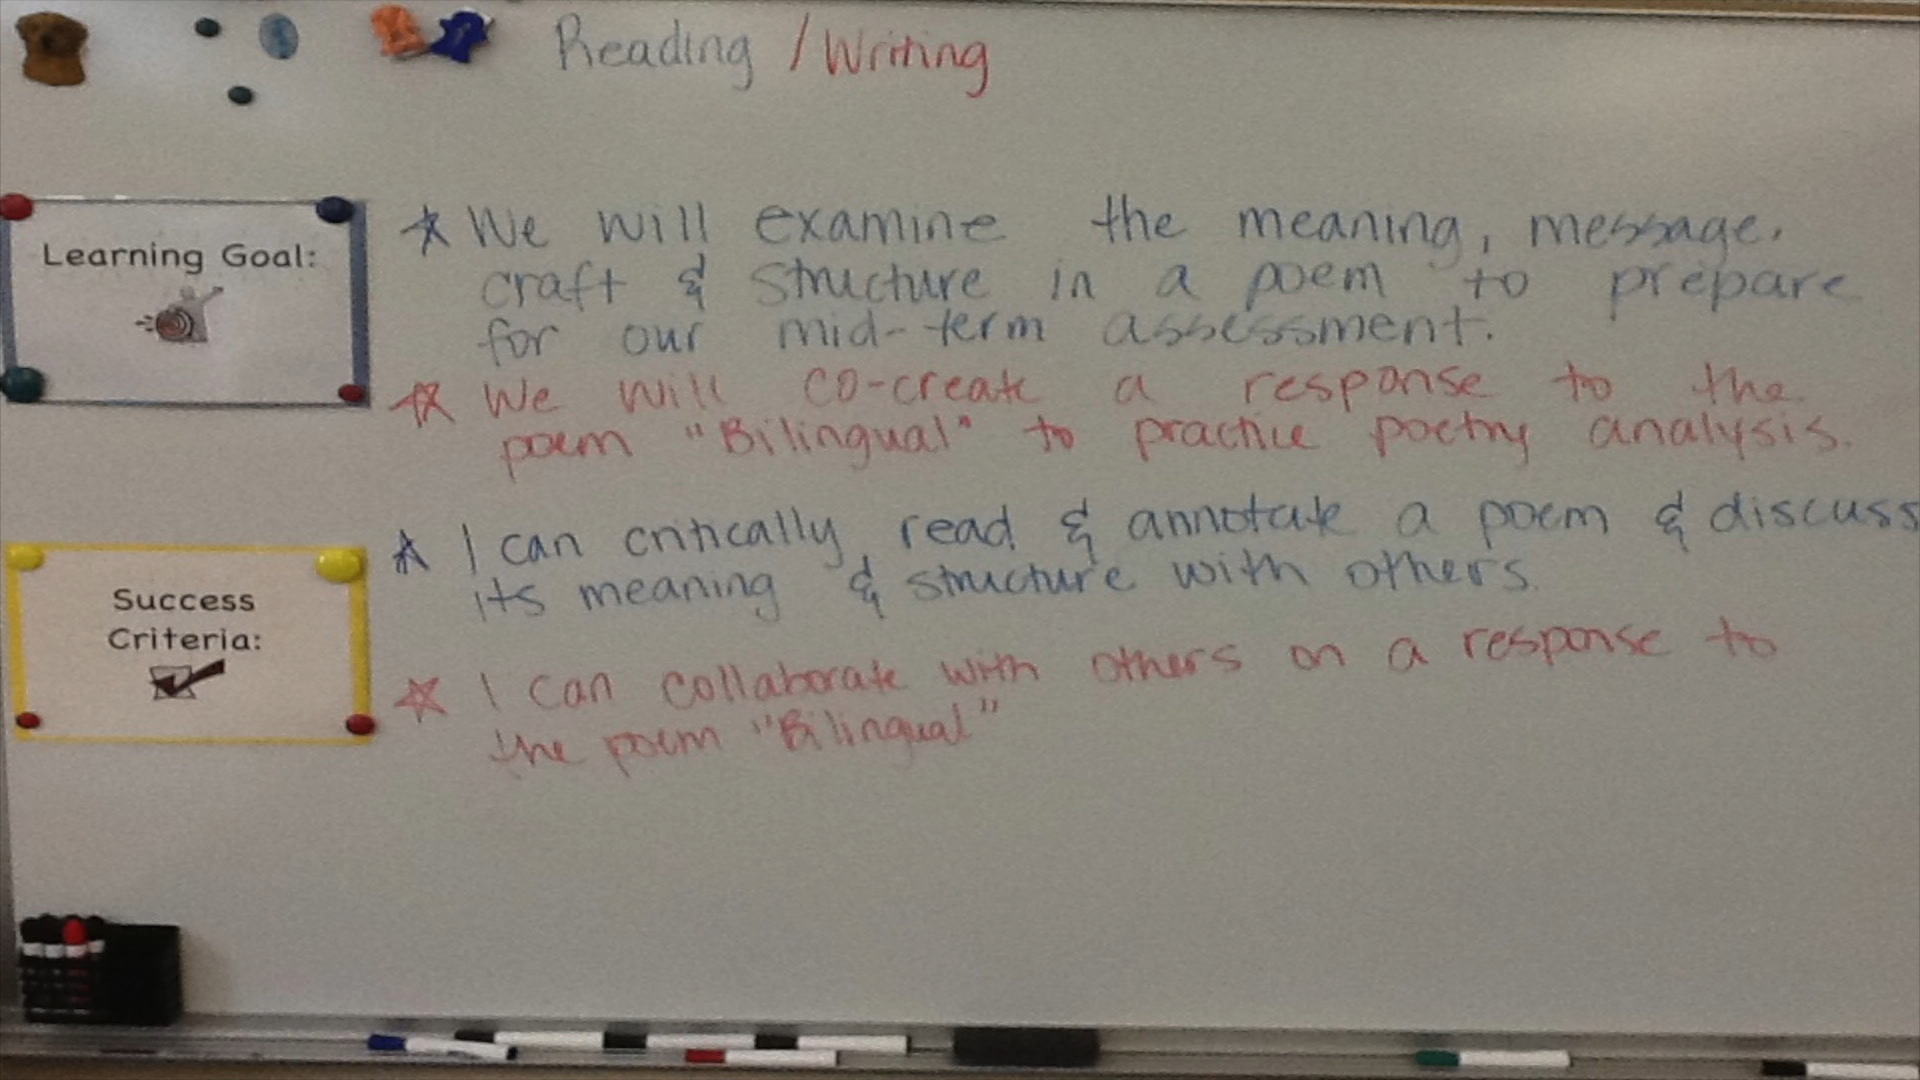 Reading / Writing
Learning Goal:
We will examine the meaning, message,
craft & structure in a poem to prepare
for our mid-term assessment.
We will co-create a response to the
poem "Bilingual" to practice poetry analysis.
Success
Criteria:
I can critically read & annotate a poem & discuss
its meaning & structure with others.
I can collaborate with others on a response to
the poem "Bilingual"